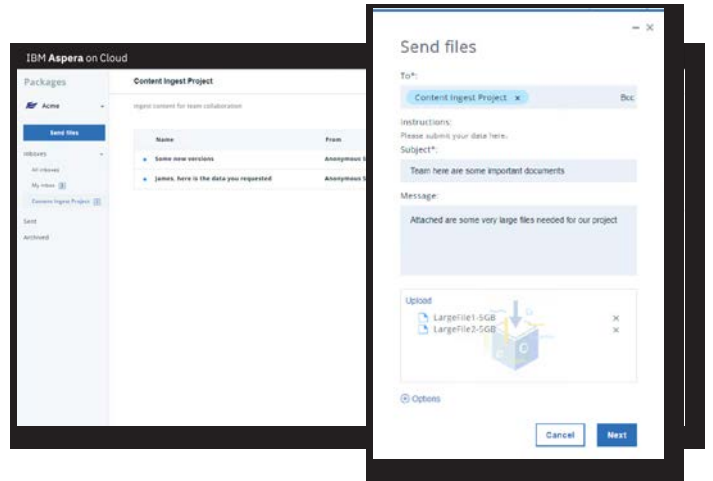 IBM Aspera on Cloud
Packages
Acme
Send files
Inboxes
All inboxes
My inbox
Content Ingest Project
Sent
Archived
Content Ingest Project
Ingest content for team collaboration
Name From
Some new versions Anonymous S
James, here is the data you requested Anonymous S
Send files
To*:
Content Ingest Project × Bcc
Instructions:
Please submit your data here.
Subject*:
Team here are some important documents
Message:
Attached are some very large files needed for our project
Upload
LargeFile1-5GB ×
LargeFile2-5GB ×
Options
Cancel Next